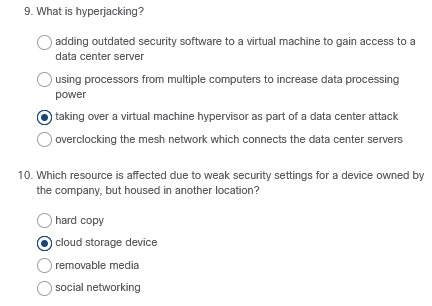 9. What is hyperjacking?
adding outdated security software to a virtual machine to gain access to a
data center server
using processors from multiple computers to increase data processing
power
taking over a virtual machine hypervisor as part of a data center attack
overclocking the mesh network which connects the data center servers
10. Which resource is affected due to weak security settings for a device owned by
the company, but housed in another location?
hard copy
cloud storage device
removable media
social networking